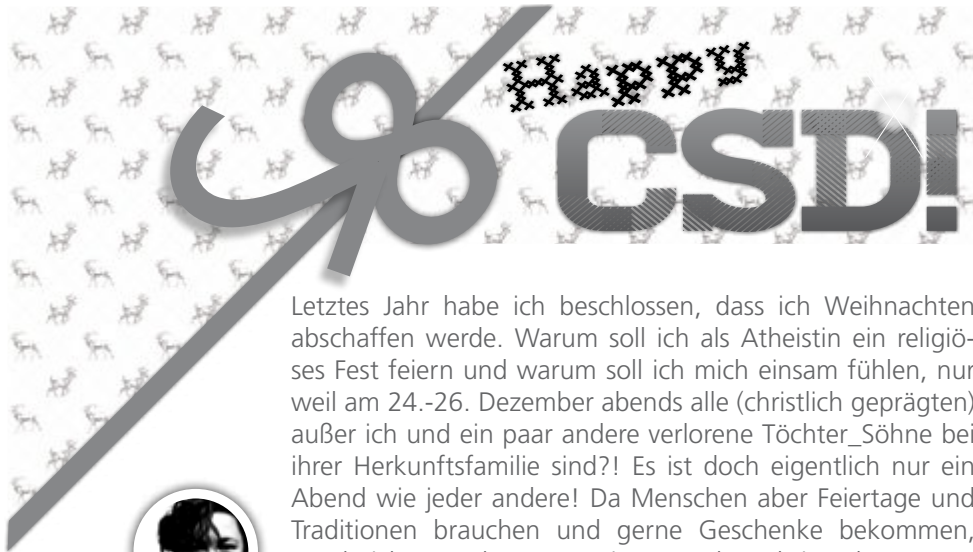 Happy
CSD!
Letztes Jahr habe ich beschlossen, dass ich Weihnachten
abschaffen werde. Warum soll ich als Atheistin ein religiö-
ses Fest feiern und warum soll ich mich einsam fühlen, nur
weil am 24.-26. Dezember abends alle (christlich geprägten)
außer ich und ein paar andere verlorene Töchter_Söhne bei
ihrer Herkunftsfamilie sind?! Es ist doch eigentlich nur ein
Abend wie jeder andere! Da Menschen aber Feiertage und
Traditionen brauchen und gerne Geschenke bekommen,